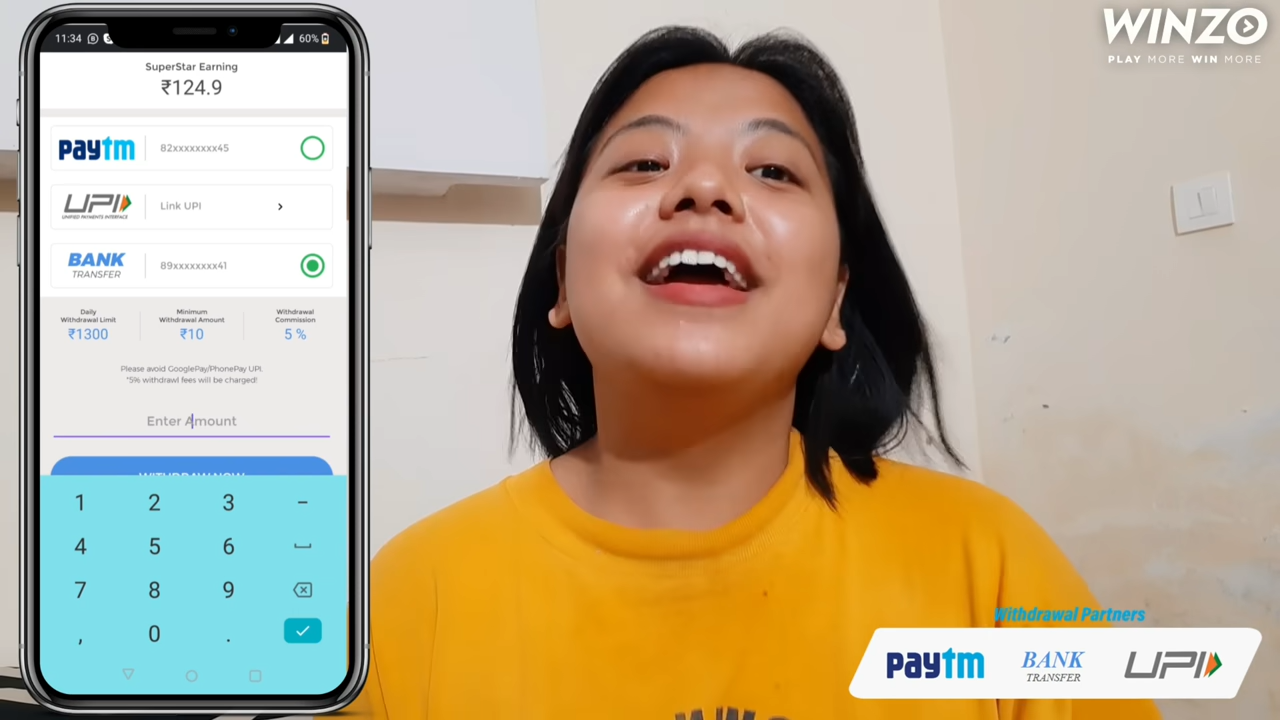 11:34
60%
SuperStar Earning
₹124.9
paytm
82xxxxxxxx45
UPI
UNIFIED PAYMENTS INTERFACE
Link UPI
BANK
TRANSFER
89xxxxxxxx41
Daily
Withdrawal Limit
₹1300
Minimum
Withdrawal Amount
₹10
Withdrawal
Commission
5 %
Please avoid GooglePay/PhonePay UPI.
*5% withdrawl fees will be charged!
Enter Amount
WITHDRAW NOW
1 2 3 -
4 5 6
7 8 9
, 0 .
WINZO
PLAY MORE WIN MORE
Withdrawal Partners
paytm
BANK
TRANSFER
UPI